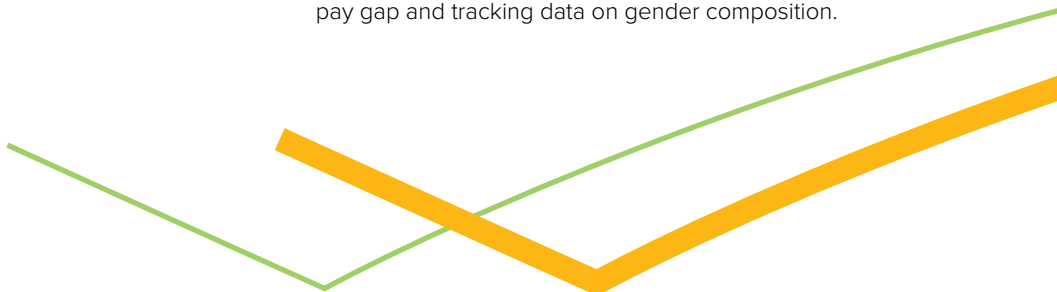 pay gap and tracking data on gender composition.